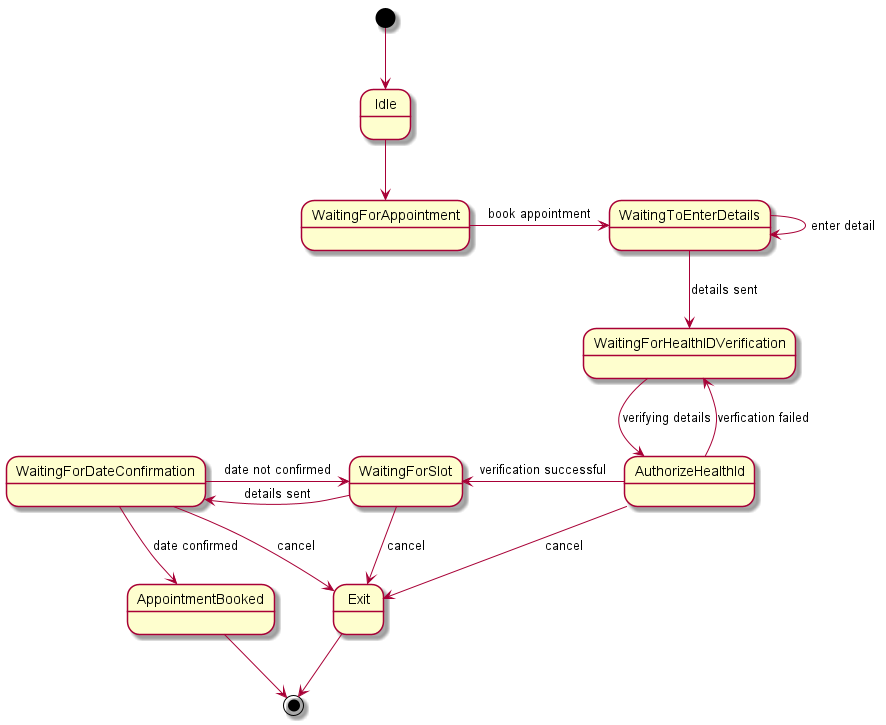 Idle
WaitingForAppointment
book appointment
WaitingToEnterDetails
enter detail
details sent
WaitingForHealthIDVerification
verifying details
verfication failed
WaitingForDateConfirmation
date not confirmed
details sent
WaitingForSlot
verification successful
AuthorizeHealthId
date confirmed
cancel
cancel
cancel
AppointmentBooked
Exit